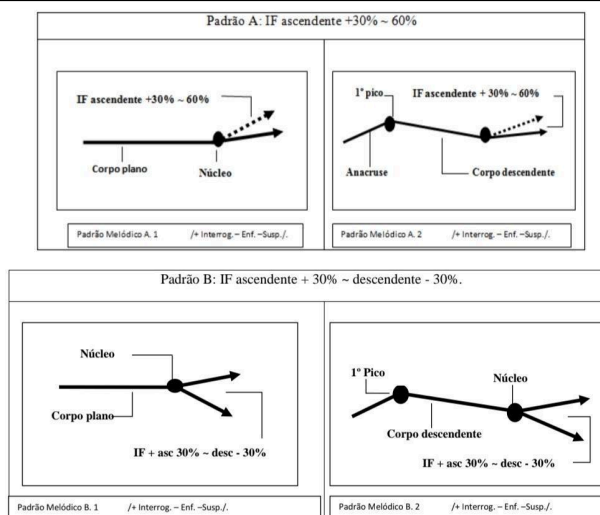 Padrão A: IF ascendente +30% ~ 60%
IF ascendente +30% ~ 60%
Corpo plano
Núcleo
Padrão Melódico A. 1 /+ Interrog. – Enf. –Susp./.
1º pico
IF ascendente + 30% ~ 60%
Anacruse
Corpo descendente
Padrão Melódico A. 2 /+ Interrog. – Enf. –Susp./.
Padrão B: IF ascendente + 30% ~ descendente - 30%.
Núcleo
Corpo plano
IF + asc 30% ~ desc - 30%
Padrão Melódico B. 1 /+ Interrog. – Enf. –Susp./.
1º Pico
Núcleo
Corpo descendente
IF + asc 30% ~ desc - 30%
Padrão Melódico B. 2 /+ Interrog. – Enf. –Susp./.